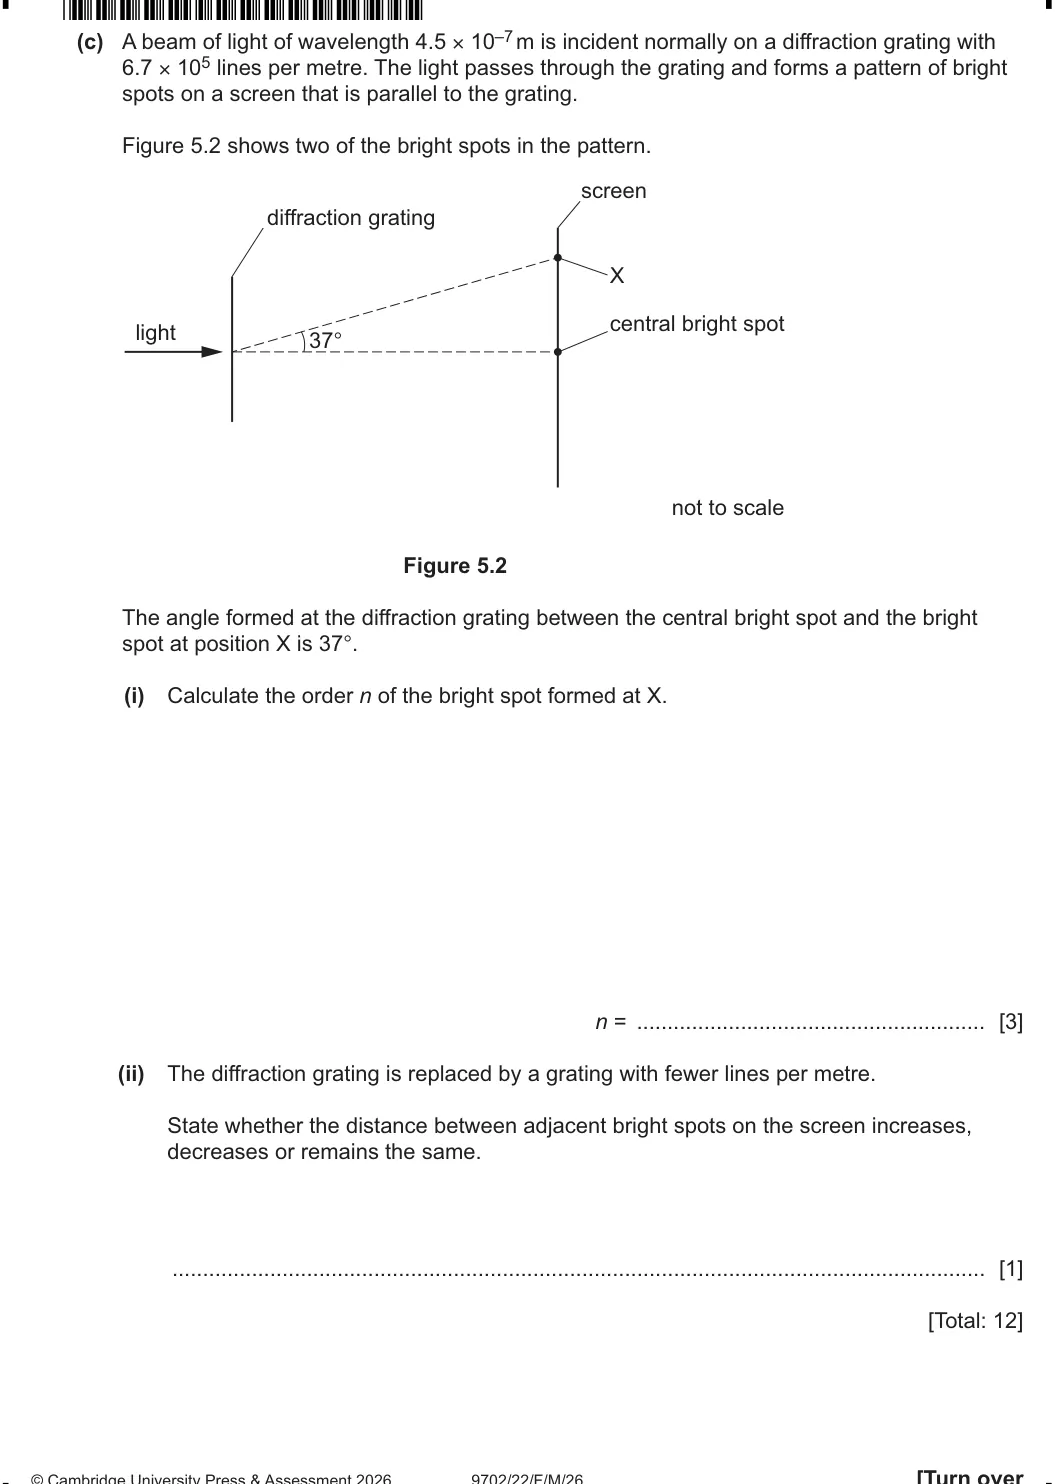 (c) A beam of light of wavelength 4.5 × 10⁻⁷ m is incident normally on a diffraction grating with
6.7 × 10⁵ lines per metre. The light passes through the grating and forms a pattern of bright
spots on a screen that is parallel to the grating.
Figure 5.2 shows two of the bright spots in the pattern.
screen
diffraction grating
X
light
central bright spot
37°
not to scale
Figure 5.2
The angle formed at the diffraction grating between the central bright spot and the bright
spot at position X is 37°.
(i) Calculate the order n of the bright spot formed at X.
n = ......................................................... [3]
(ii) The diffraction grating is replaced by a grating with fewer lines per metre.
State whether the distance between adjacent bright spots on the screen increases,
decreases or remains the same.
...................................................................................................................................... [1]
[Total: 12]
© Cambridge University Press & Assessment 2026 9702/22/F/M/26 [Turn over